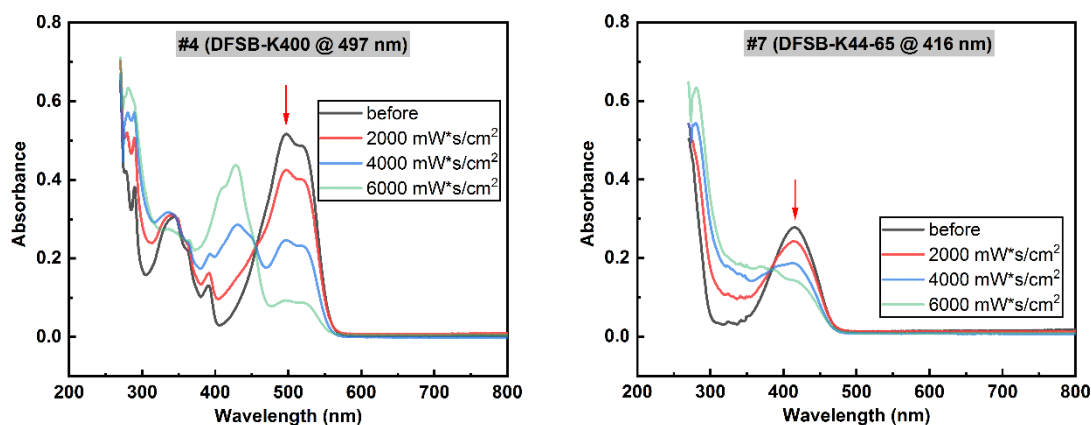 #4 (DFSB-K400 @ 497 nm)
before
2000 mW*s/cm²
4000 mW*s/cm²
6000 mW*s/cm²
Absorbance
0.8
0.6
0.4
0.2
0.0
200 300 400 500 600 700 800
Wavelength (nm)
#7 (DFSB-K44-65 @ 416 nm)
before
2000 mW*s/cm²
4000 mW*s/cm²
6000 mW*s/cm²
Absorbance
0.8
0.6
0.4
0.2
0.0
200 300 400 500 600 700 800
Wavelength (nm)